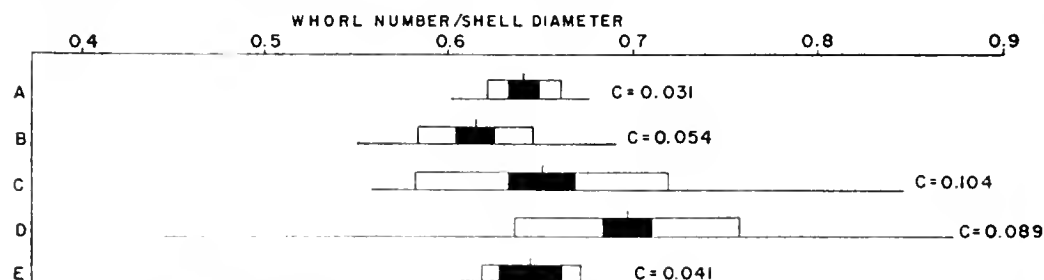 WHORL NUMBER/SHELL DIAMETER
0.4 0.5 0.6 0.7 0.8 0.9
A C=0.031
B C=0.054
C C=0.104
D C=0.089
E C=0.041